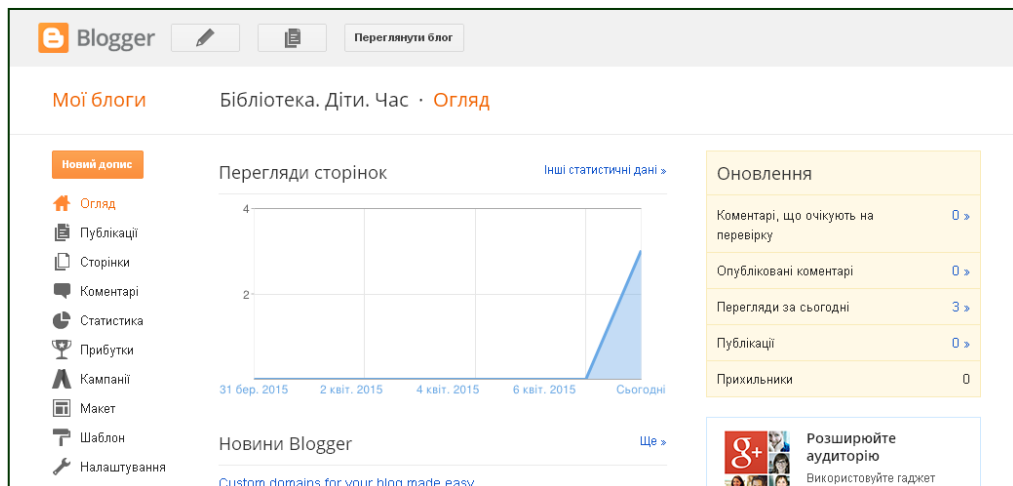 Blogger
Переглянути блог
Мої блоги
Бібліотека. Діти. Час · Огляд
Новий допис
Огляд
Публікації
Сторінки
Коментарі
Статистика
Прибутки
Кампанії
Макет
Шаблон
Налаштування
Перегляди сторінок
Інші статистичні дані »
4
2
31 бер. 2015 2 квіт. 2015 4 квіт. 2015 6 квіт. 2015 Сьогодні
Новини Blogger
Ще »
Custom domains for your blog made easy
Оновлення
Коментарі, що очікують на 0 »
перевірку
Опубліковані коментарі 0 »
Перегляди за сьогодні 3 »
Публікації 0 »
Прихильники 0
g+
Розширюйте
аудиторію
Використовуйте гаджет